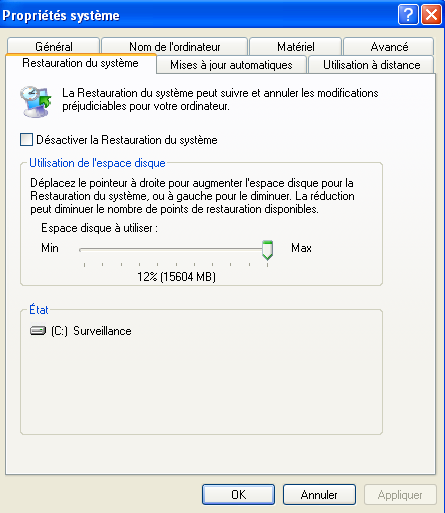 Propriétés système
Général
Nom de l'ordinateur
Matériel
Avancé
Restauration du système
Mises à jour automatiques
Utilisation à distance
La Restauration du système peut suivre et annuler les modifications
préjudiciables pour votre ordinateur.
Désactiver la Restauration du système
Utilisation de l'espace disque
Déplacez le pointeur à droite pour augmenter l'espace disque pour la
Restauration du système, ou à gauche pour le diminuer. La réduction
peut diminuer le nombre de points de restauration disponibles.
Espace disque à utiliser :
Min
Max
12% (15604 MB)
État
(C:) Surveillance
OK
Annuler
Appliquer